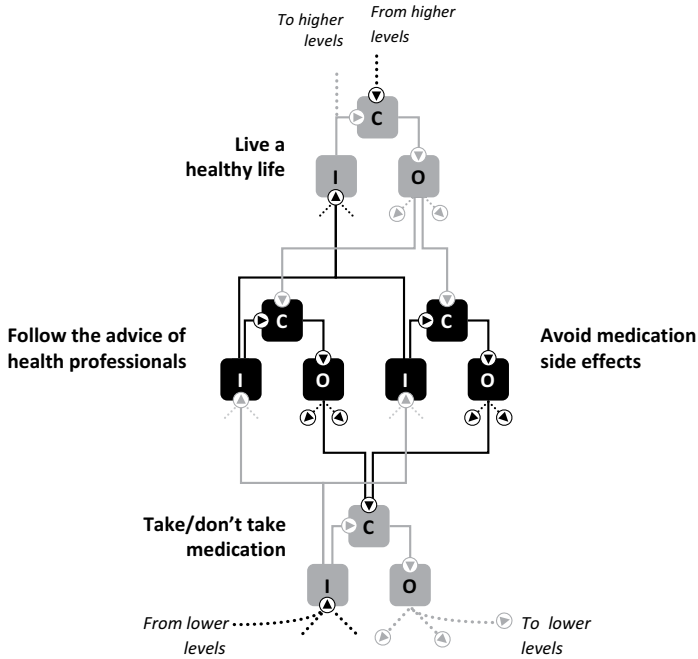 To higher
levels
From higher
levels
C
Live a
healthy life
I
O
Follow the advice of
health professionals
C
C
Avoid medication
side effects
I
O
I
O
Take/don't take
medication
C
I
O
From lower
levels
To lower
levels